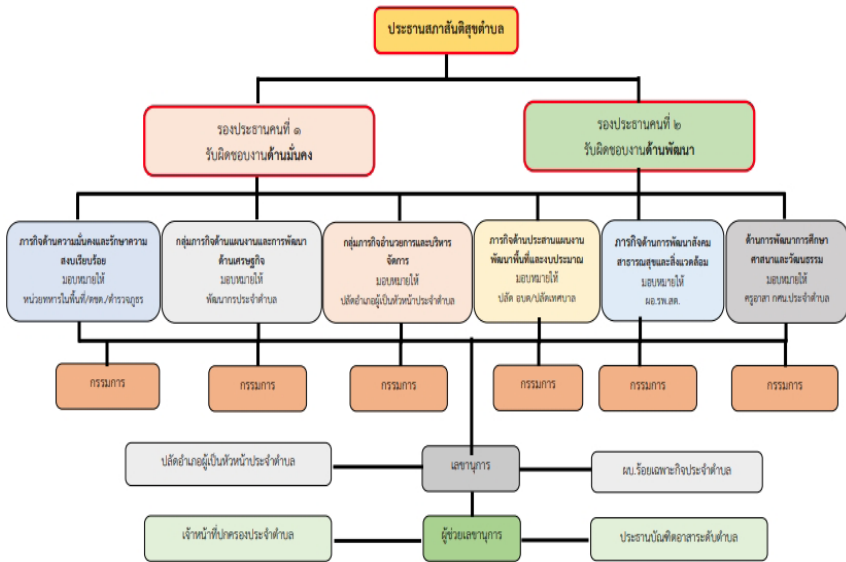 ประธานสภาสันติสุขตำบล
รองประธานคนที่ ๑
รับผิดชอบงานด้านมั่นคง
รองประธานคนที่ ๒
รับผิดชอบงานด้านพัฒนา
ภารกิจด้านความมั่นคงและรักษาความ
สงบเรียบร้อย
มอบหมายให้
หน่วยทหารในพื้นที่/ตชด./ตำรวจภูธร
กลุ่มภารกิจด้านแผนงานและการพัฒนา
ด้านเศรษฐกิจ
มอบหมายให้
พัฒนากรประจำตำบล
กลุ่มภารกิจอำนวยการและบริหาร
จัดการ
มอบหมายให้
ปลัดอำเภอผู้เป็นหัวหน้าประจำตำบล
ภารกิจด้านประสานแผนงาน
พัฒนาพื้นที่และงบประมาณ
มอบหมายให้
ปลัด อบต/ปลัดเทศบาล
ภารกิจด้านการพัฒนาสังคม
สาธารณสุขและสิ่งแวดล้อม
มอบหมายให้
ผอ.รพ.สต.
ด้านการพัฒนาการศึกษา
ศาสนาและวัฒนธรรม
มอบหมายให้
ครูอาสา กศน.ประจำตำบล
กรรมการ
กรรมการ
กรรมการ
กรรมการ
กรรมการ
กรรมการ
ปลัดอำเภอผู้เป็นหัวหน้าประจำตำบล
เลขานุการ
ผบ.ร้อยเฉพาะกิจประจำตำบล
เจ้าหน้าที่ปกครองประจำตำบล
ผู้ช่วยเลขานุการ
ประธานบัณฑิตอาสาระดับตำบล